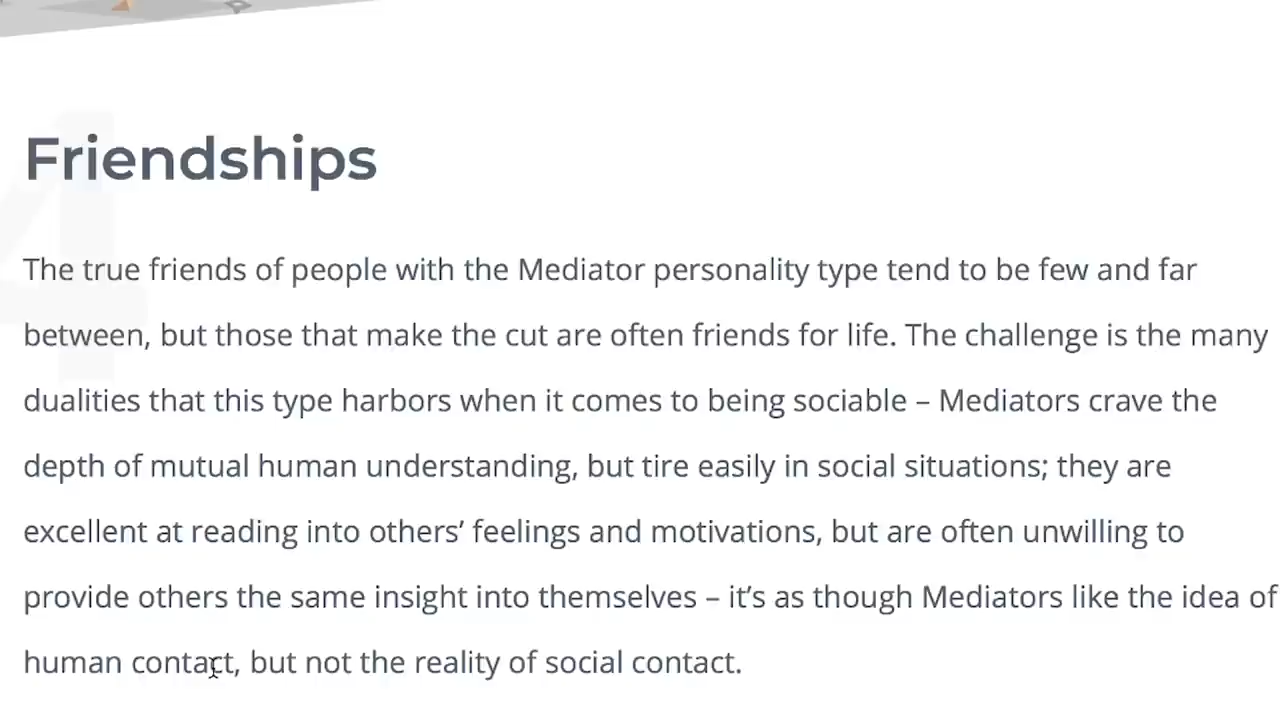 4
Friendships
The true friends of people with the Mediator personality type tend to be few and far
between, but those that make the cut are often friends for life. The challenge is the many
dualities that this type harbors when it comes to being sociable – Mediators crave the
depth of mutual human understanding, but tire easily in social situations; they are
excellent at reading into others’ feelings and motivations, but are often unwilling to
provide others the same insight into themselves – it’s as though Mediators like the idea of
human contact, but not the reality of social contact.